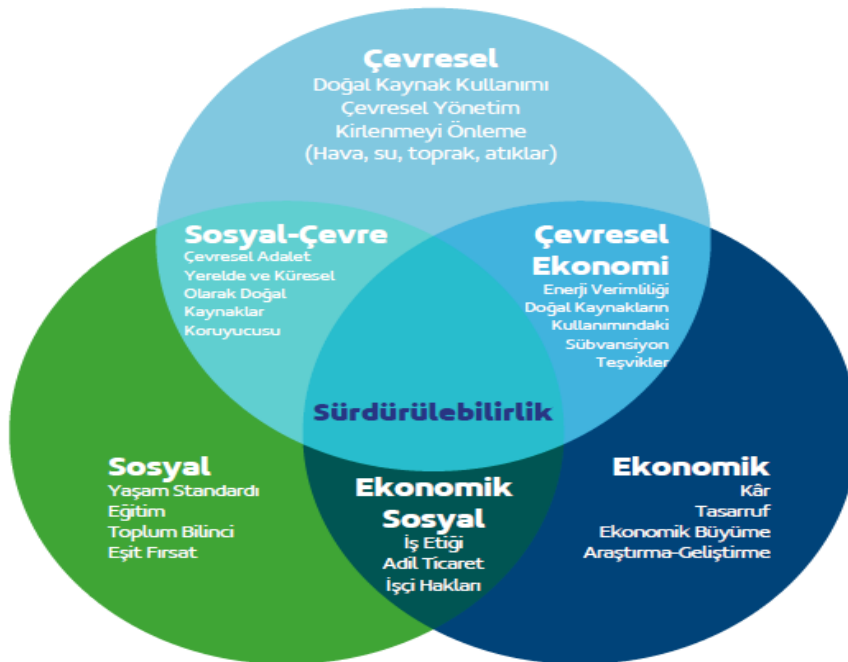 Çevresel
Doğal Kaynak Kullanımı
Çevresel Yönetim
Kirlenmeyi Önleme
(Hava, su, toprak, atıklar)
Sosyal-Çevre
Çevresel Adalet
Yerelde ve Küresel
Olarak Doğal
Kaynaklar
Koruyucusu
Çevresel
Ekonomi
Enerji Verimliliği
Doğal Kaynakların
Kullanımındaki
Sübvansiyon
Teşvikler
Sürdürülebilirlik
Sosyal
Yaşam Standardı
Eğitim
Toplum Bilinci
Eşit Fırsat
Ekonomik
Sosyal
İş Etiği
Adil Ticaret
İşçi Hakları
Ekonomik
Kâr
Tasarruf
Ekonomik Büyüme
Araştırma-Geliştirme